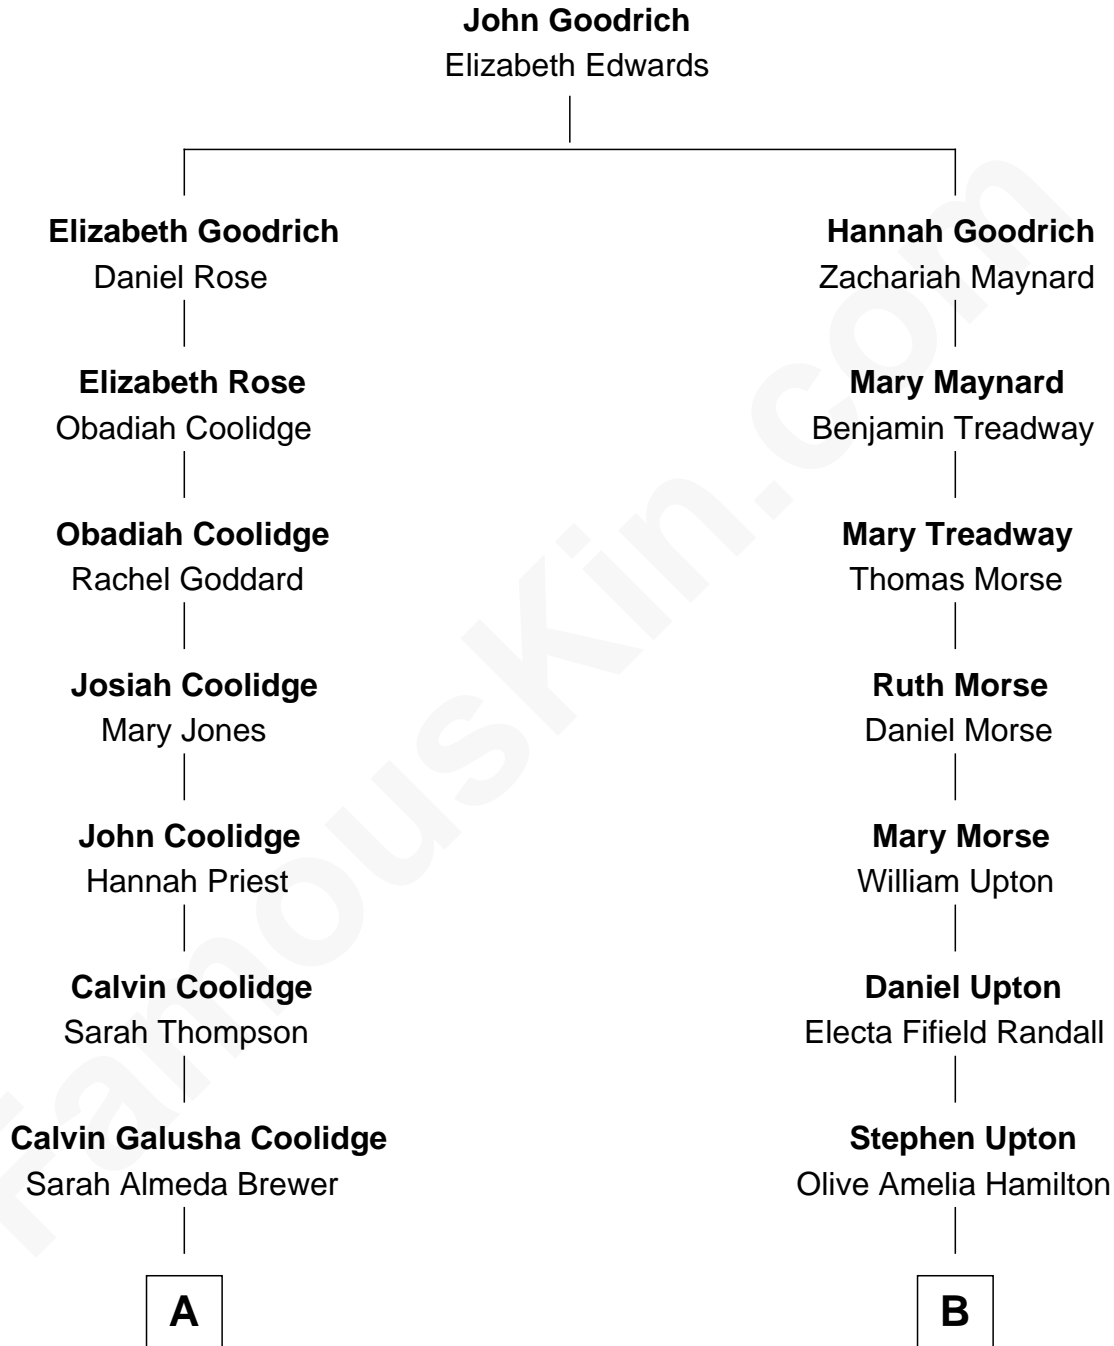 John Goodrich
Elizabeth Edwards
Elizabeth Goodrich
Daniel Rose
Hannah Goodrich
Zachariah Maynard
Elizabeth Rose
Obadiah Coolidge
Mary Maynard
Benjamin Treadway
Obadiah Coolidge
Rachel Goddard
Mary Treadway
Thomas Morse
Josiah Coolidge
Mary Jones
Ruth Morse
Daniel Morse
John Coolidge
Hannah Priest
Mary Morse
William Upton
Calvin Coolidge
Sarah Thompson
Daniel Upton
Electa Fifield Randall
Calvin Galusha Coolidge
Sarah Almeda Brewer
Stephen Upton
Olive Amelia Hamilton
A
B
FamousKin.com